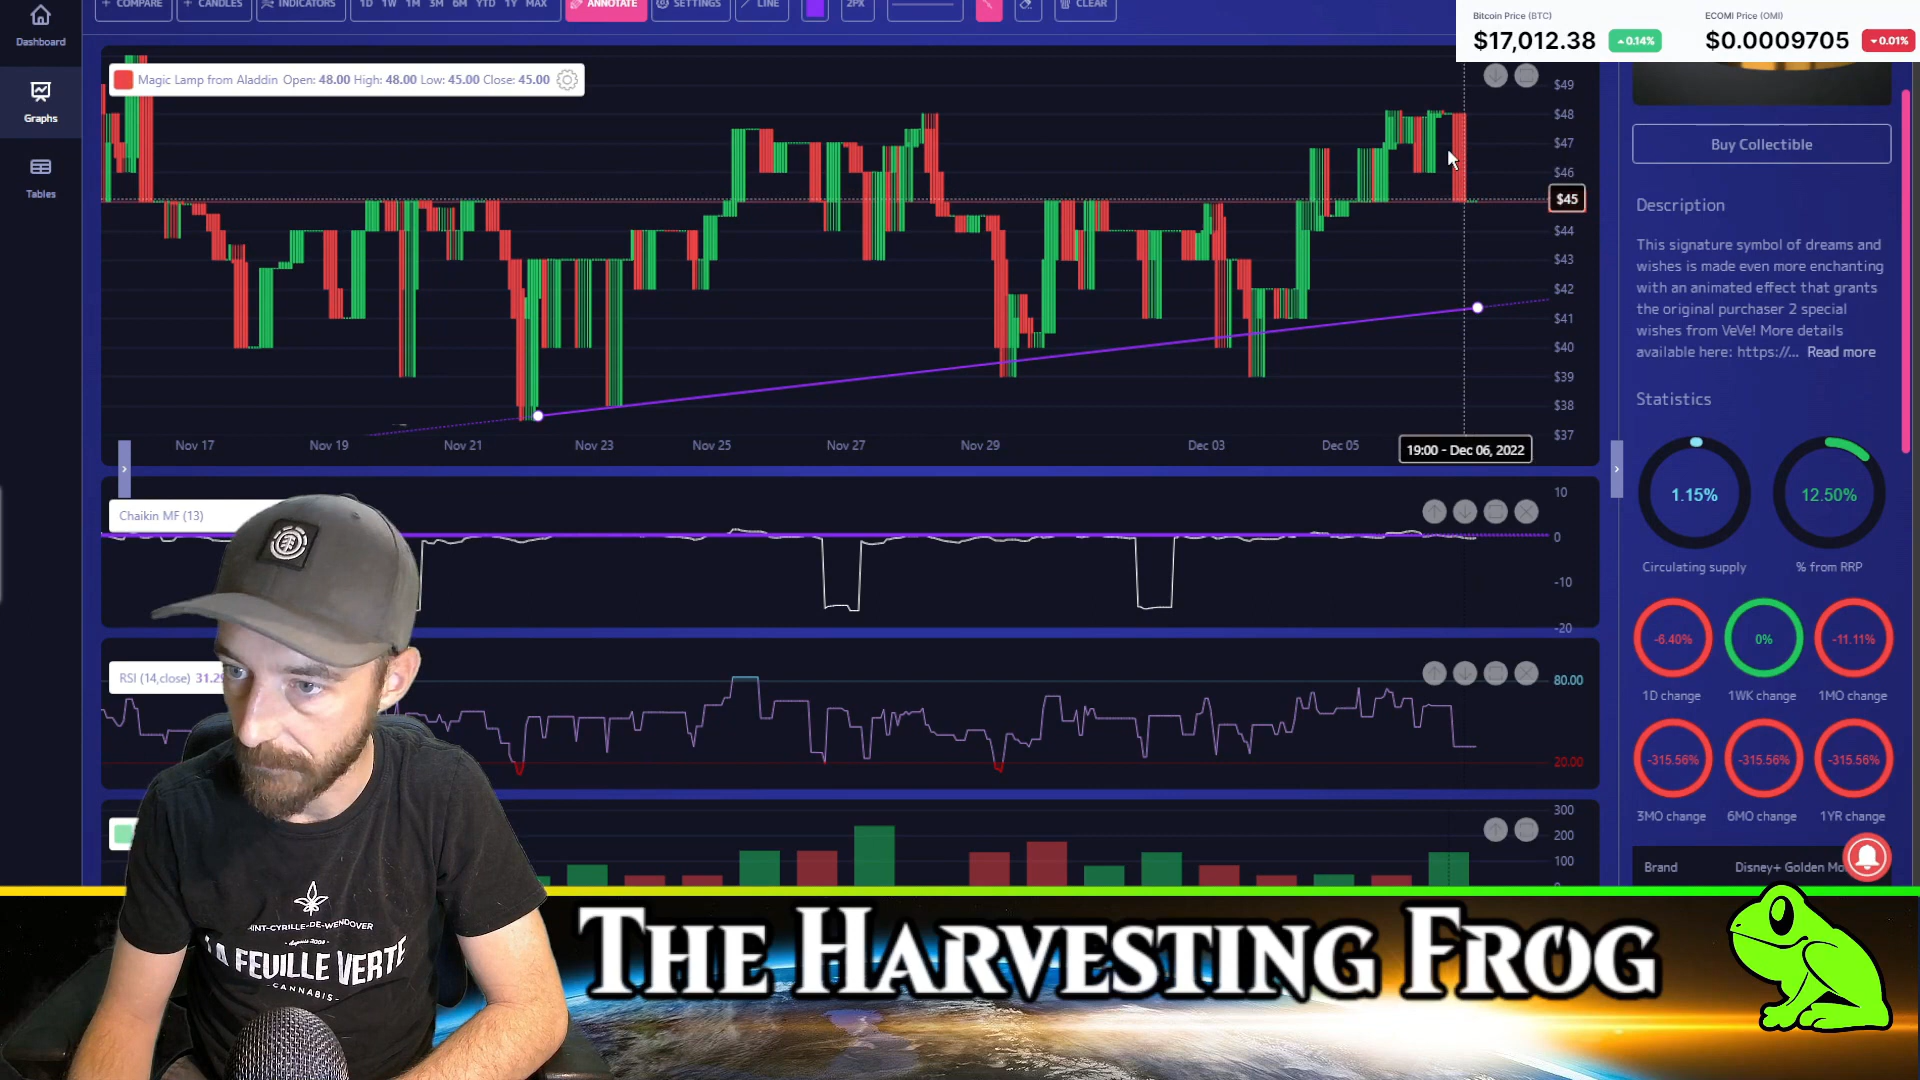 COMPARE
CANDLES
INDICATORS
1D 1W 1M 3M 6M YTD 1Y MAX
ANNOTATE
SETTINGS
LINE
2PX
CLEAR
Bitcoin Price (BTC)
$17,012.38
0.14%
ECOMI Price (OMI)
$0.0009705
0.01%
Dashboard
Graphs
Tables
Magic Lamp from Aladdin Open: 48.00 High: 48.00 Low: 45.00 Close: 45.00
$49
$48
$47
$46
$45
$44
$43
$42
$41
$40
$39
$38
$37
Nov 17
Nov 19
Nov 21
Nov 23
Nov 25
Nov 27
Nov 29
Dec 03
Dec 05
19:00 - Dec 06, 2022
Chaikin MF (13)
10
0
-10
-20
RSI (14,close)
80.00
20.00
300
200
100
Buy Collectible
Description
This signature symbol of dreams and
wishes is made even more enchanting
with an animated effect that grants
the original purchaser 2 special
wishes from VeVe! More details
available here: https://... Read more
Statistics
1.15%
Circulating supply
12.50%
% from RRP
-6.40%
1D change
0%
1WK change
-11.11%
1MO change
-315.56%
3MO change
-315.56%
6MO change
-315.56%
1YR change
Brand
Disney+ Golden Mo
LA FEUILLE VERTE
-CANNABIS-
THE HARVESTING FROG